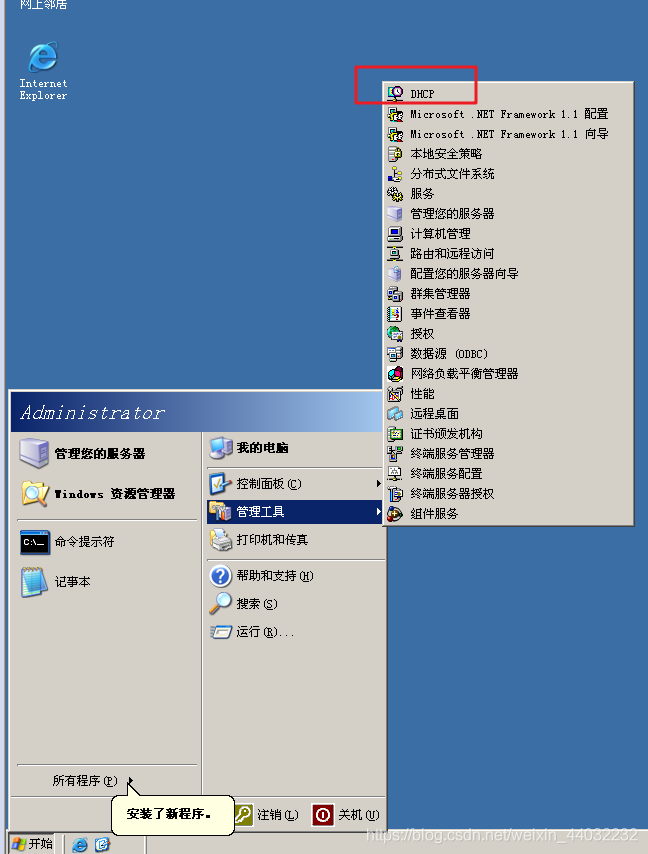 网上邻居
Internet
Explorer
DHCP
Microsoft .NET Framework 1.1 配置
Microsoft .NET Framework 1.1 向导
本地安全策略
分布式文件系统
服务
管理您的服务器
计算机管理
路由和远程访问
配置您的服务器向导
群集管理器
事件查看器
授权
数据源 (ODBC)
网络负载平衡管理器
性能
远程桌面
证书颁发机构
终端服务管理器
终端服务配置
终端服务器授权
组件服务
Administrator
管理您的服务器
Windows 资源管理器
C:\_
命令提示符
记事本
所有程序(P)
我的电脑
控制面板(C)
管理工具
打印机和传真
帮助和支持(H)
搜索(S)
运行(R)...
安装了新程序。
注销(L)
关机(U)
开始
https://blog.csdn.net/weixin_44032232